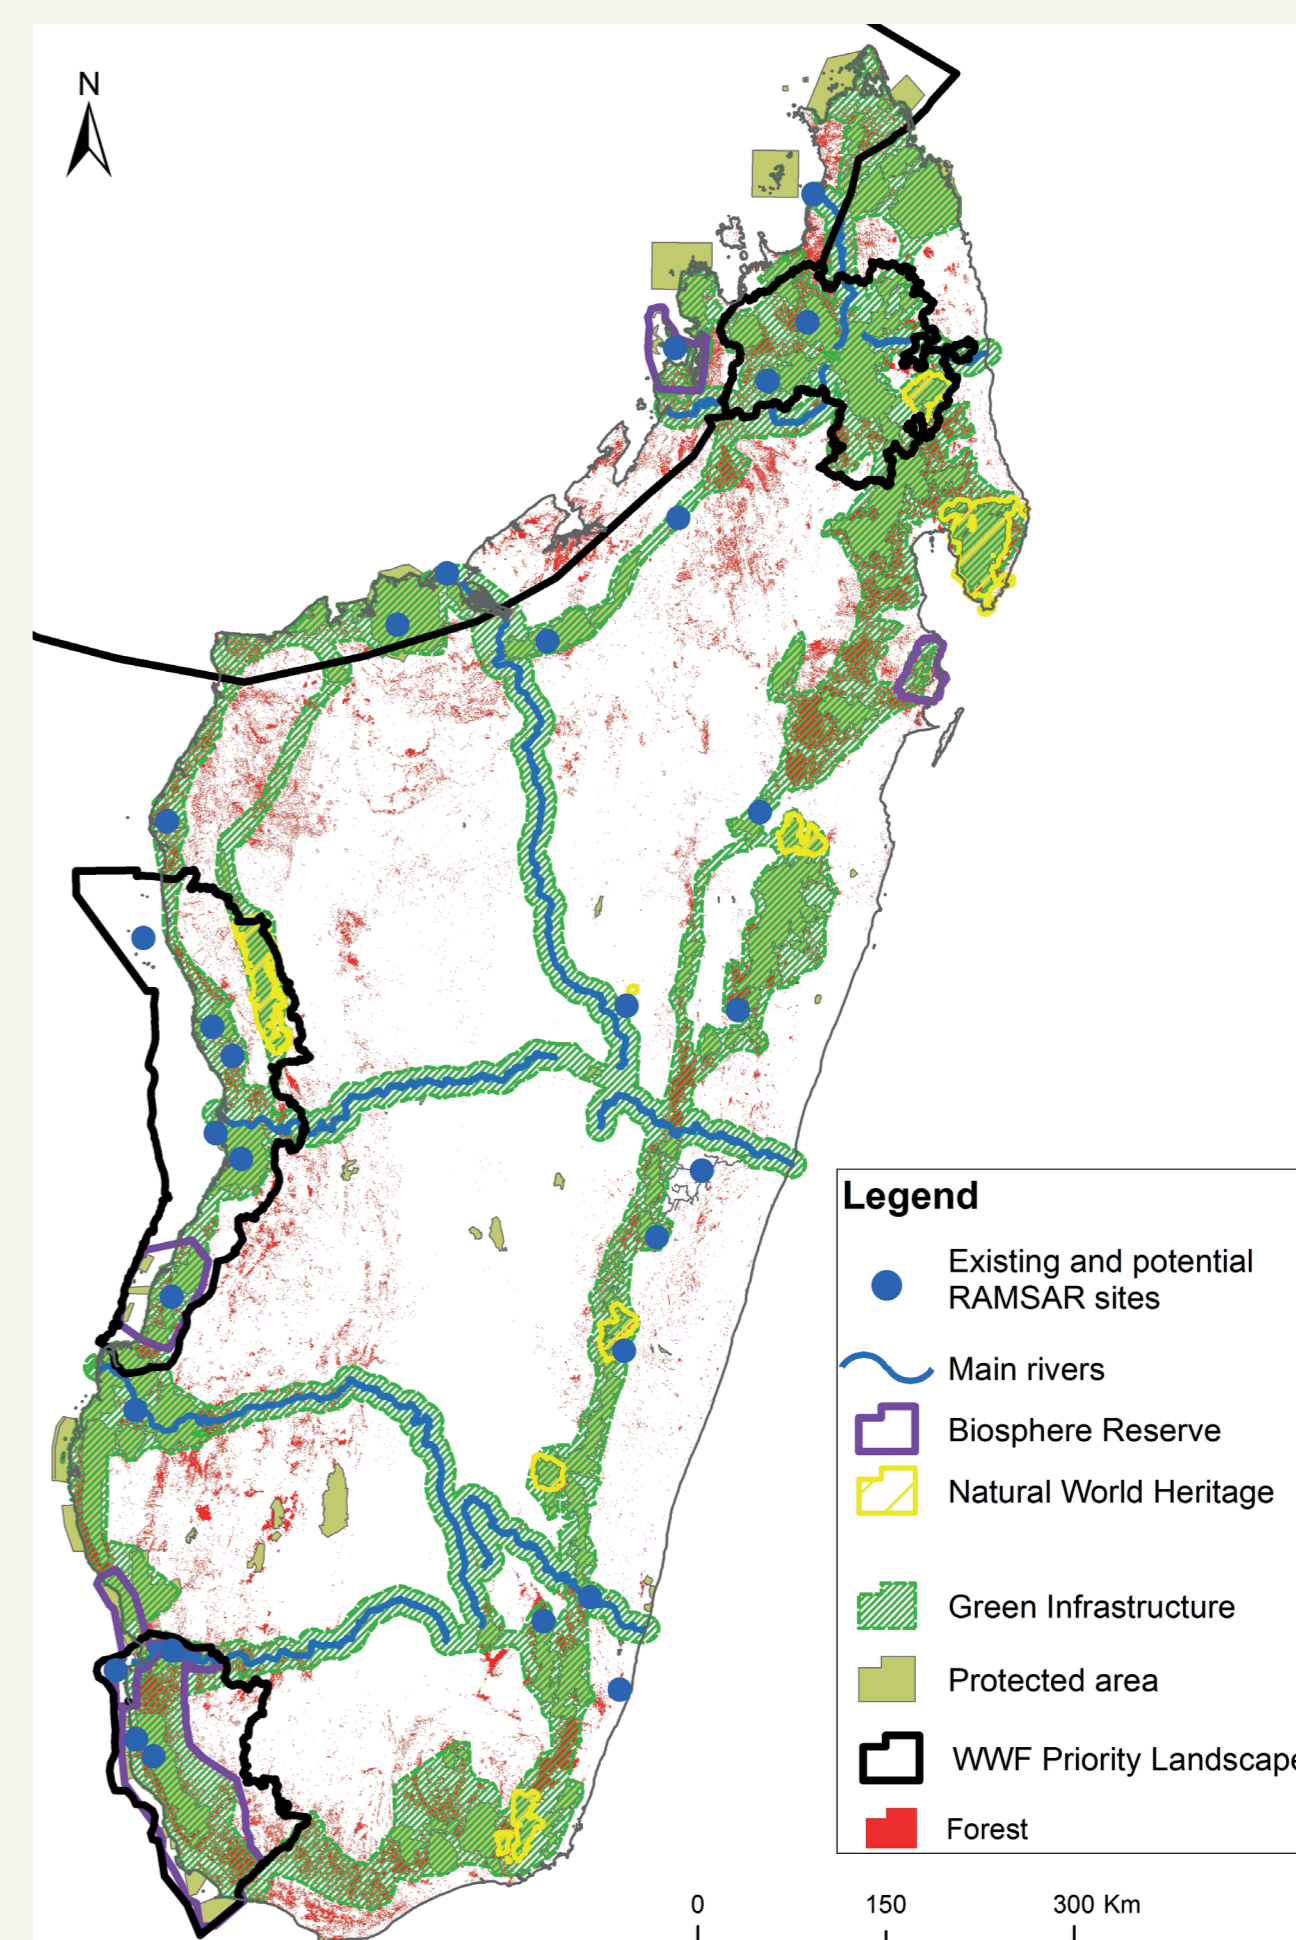 N
Legend
Existing and potential
RAMSAR sites
Main rivers
Biosphere Reserve
Natural World Heritage
Green Infrastructure
Protected area
WWF Priority Landscape
Forest
0 150 300 Km